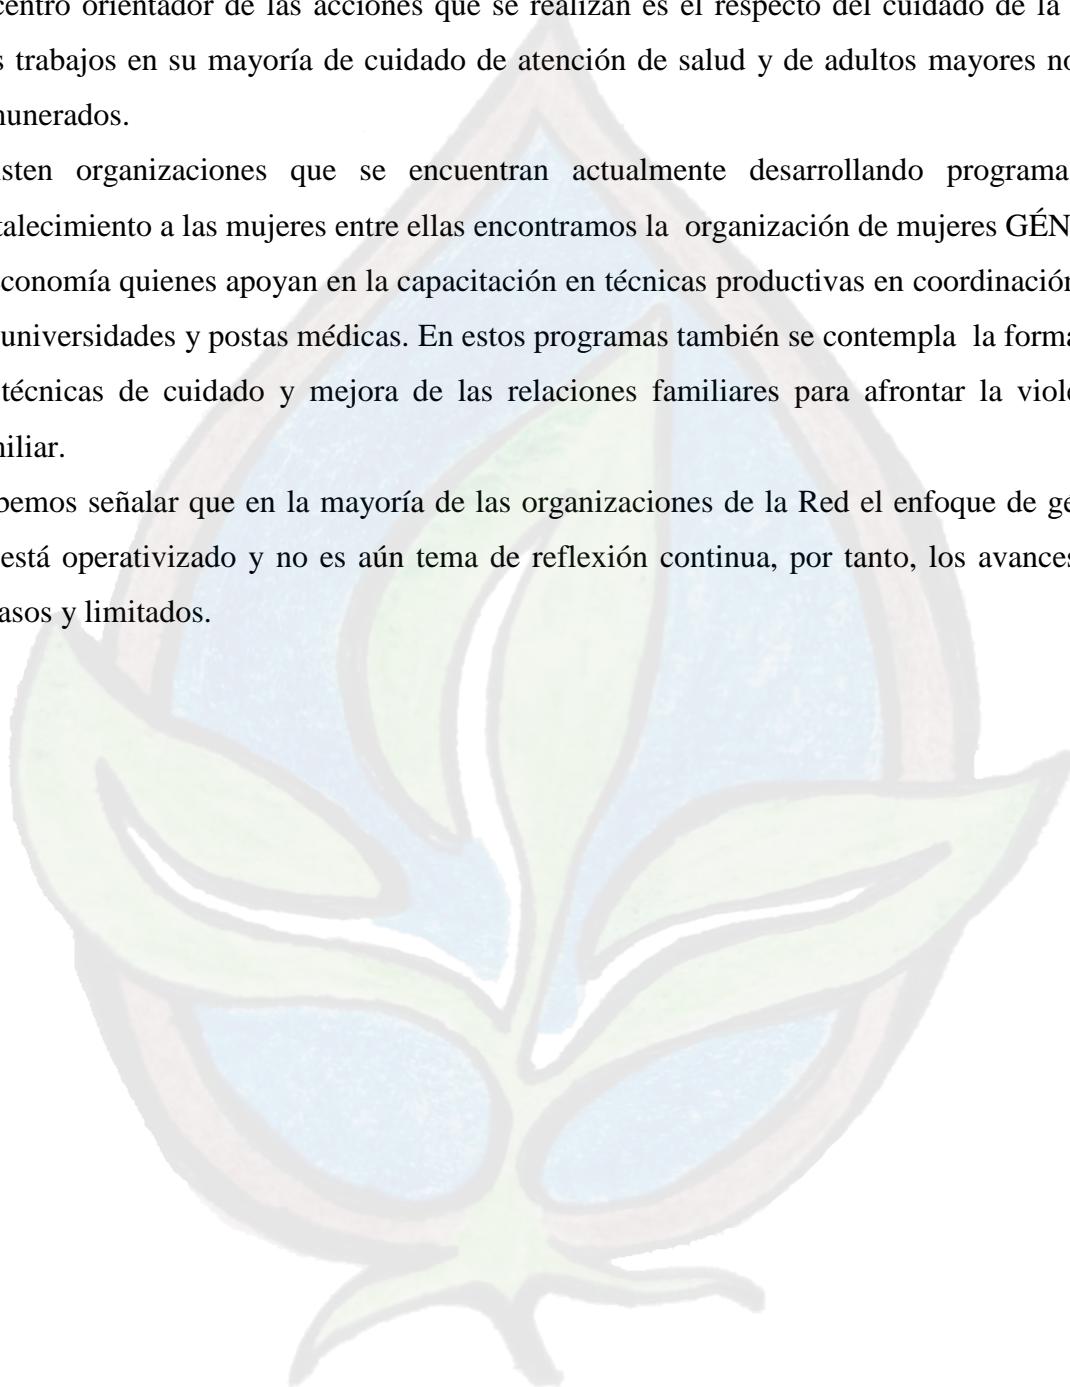 centro orientador de las acciones que se realizan es el respecto del cuidado de la
s trabajos en su mayoría de cuidado de atención de salud y de adultos mayores no
nunerados.
sten organizaciones que se encuentran actualmente desarrollando programa
talecimiento a las mujeres entre ellas encontramos la organización de mujeres GÉN
conomía quienes apoyan en la capacitación en técnicas productivas en coordinación
universidades y postas médicas. En estos programas también se contempla la forma
técnicas de cuidado y mejora de las relaciones familiares para afrontar la viole
niliar.
bemos señalar que en la mayoría de las organizaciones de la Red el enfoque de gé
está operativizado y no es aún tema de reflexión continua, por tanto, los avances
asos y limitados.